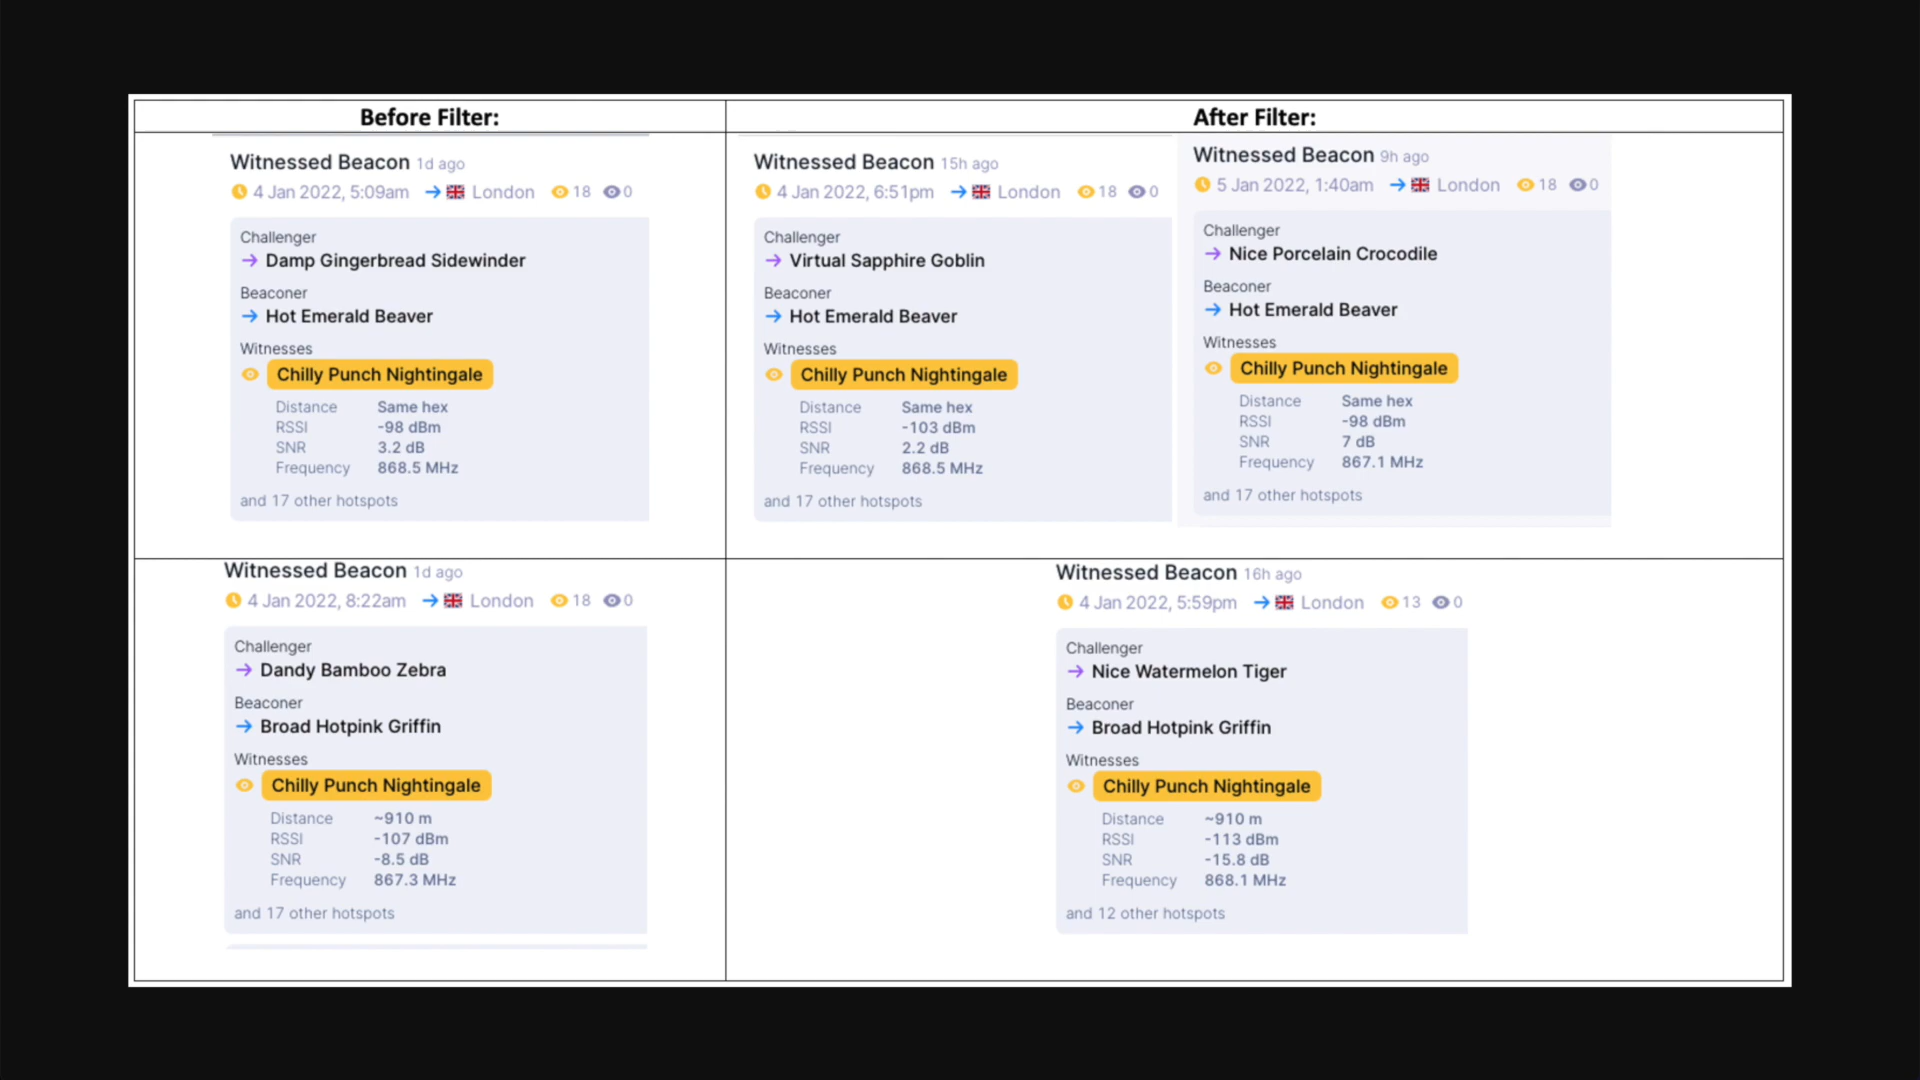 Before Filter:
After Filter:
Witnessed Beacon 1d ago
4 Jan 2022, 5:09am London 18 0
Challenger
Damp Gingerbread Sidewinder
Beaconer
Hot Emerald Beaver
Witnesses
Chilly Punch Nightingale
Distance Same hex
RSSI -98 dBm
SNR 3.2 dB
Frequency 868.5 MHz
and 17 other hotspots
Witnessed Beacon 15h ago
4 Jan 2022, 6:51pm London 18 0
Challenger
Virtual Sapphire Goblin
Beaconer
Hot Emerald Beaver
Witnesses
Chilly Punch Nightingale
Distance Same hex
RSSI -103 dBm
SNR 2.2 dB
Frequency 868.5 MHz
and 17 other hotspots
Witnessed Beacon 9h ago
5 Jan 2022, 1:40am London 18 0
Challenger
Nice Porcelain Crocodile
Beaconer
Hot Emerald Beaver
Witnesses
Chilly Punch Nightingale
Distance Same hex
RSSI -98 dBm
SNR 7 dB
Frequency 867.1 MHz
and 17 other hotspots
Witnessed Beacon 1d ago
4 Jan 2022, 8:22am London 18 0
Challenger
Dandy Bamboo Zebra
Beaconer
Broad Hotpink Griffin
Witnesses
Chilly Punch Nightingale
Distance ~910 m
RSSI -107 dBm
SNR -8.5 dB
Frequency 867.3 MHz
and 17 other hotspots
Witnessed Beacon 16h ago
4 Jan 2022, 5:59pm London 13 0
Challenger
Nice Watermelon Tiger
Beaconer
Broad Hotpink Griffin
Witnesses
Chilly Punch Nightingale
Distance ~910 m
RSSI -113 dBm
SNR -15.8 dB
Frequency 868.1 MHz
and 12 other hotspots